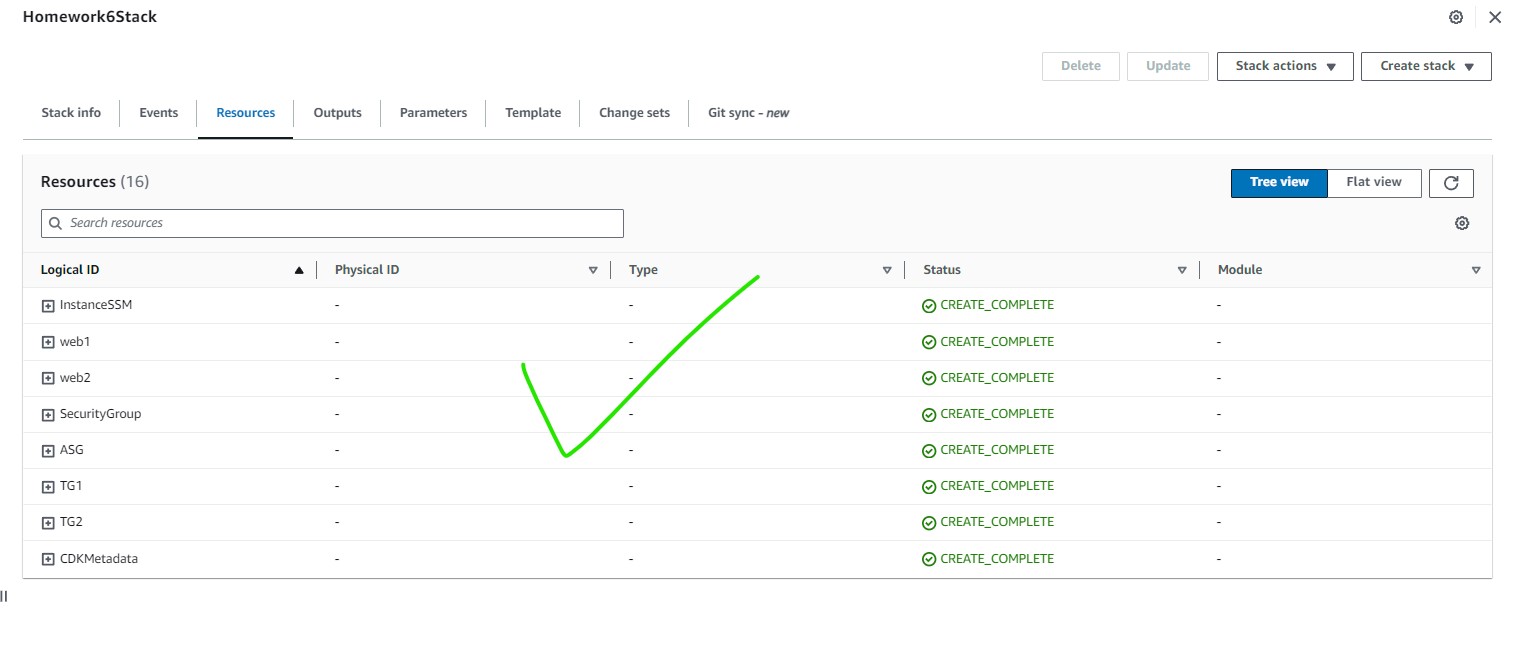 Homework6Stack
Delete Update Stack actions Create stack
Stack info Events Resources Outputs Parameters Template Change sets Git sync - new
Resources (16) Tree view Flat view
Search resources
Logical ID Physical ID Type Status Module
InstanceSSM - - CREATE_COMPLETE -
web1 - - CREATE_COMPLETE -
web2 - - CREATE_COMPLETE -
SecurityGroup - - CREATE_COMPLETE -
ASG - - CREATE_COMPLETE -
TG1 - - CREATE_COMPLETE -
TG2 - - CREATE_COMPLETE -
CDKMetadata - - CREATE_COMPLETE -